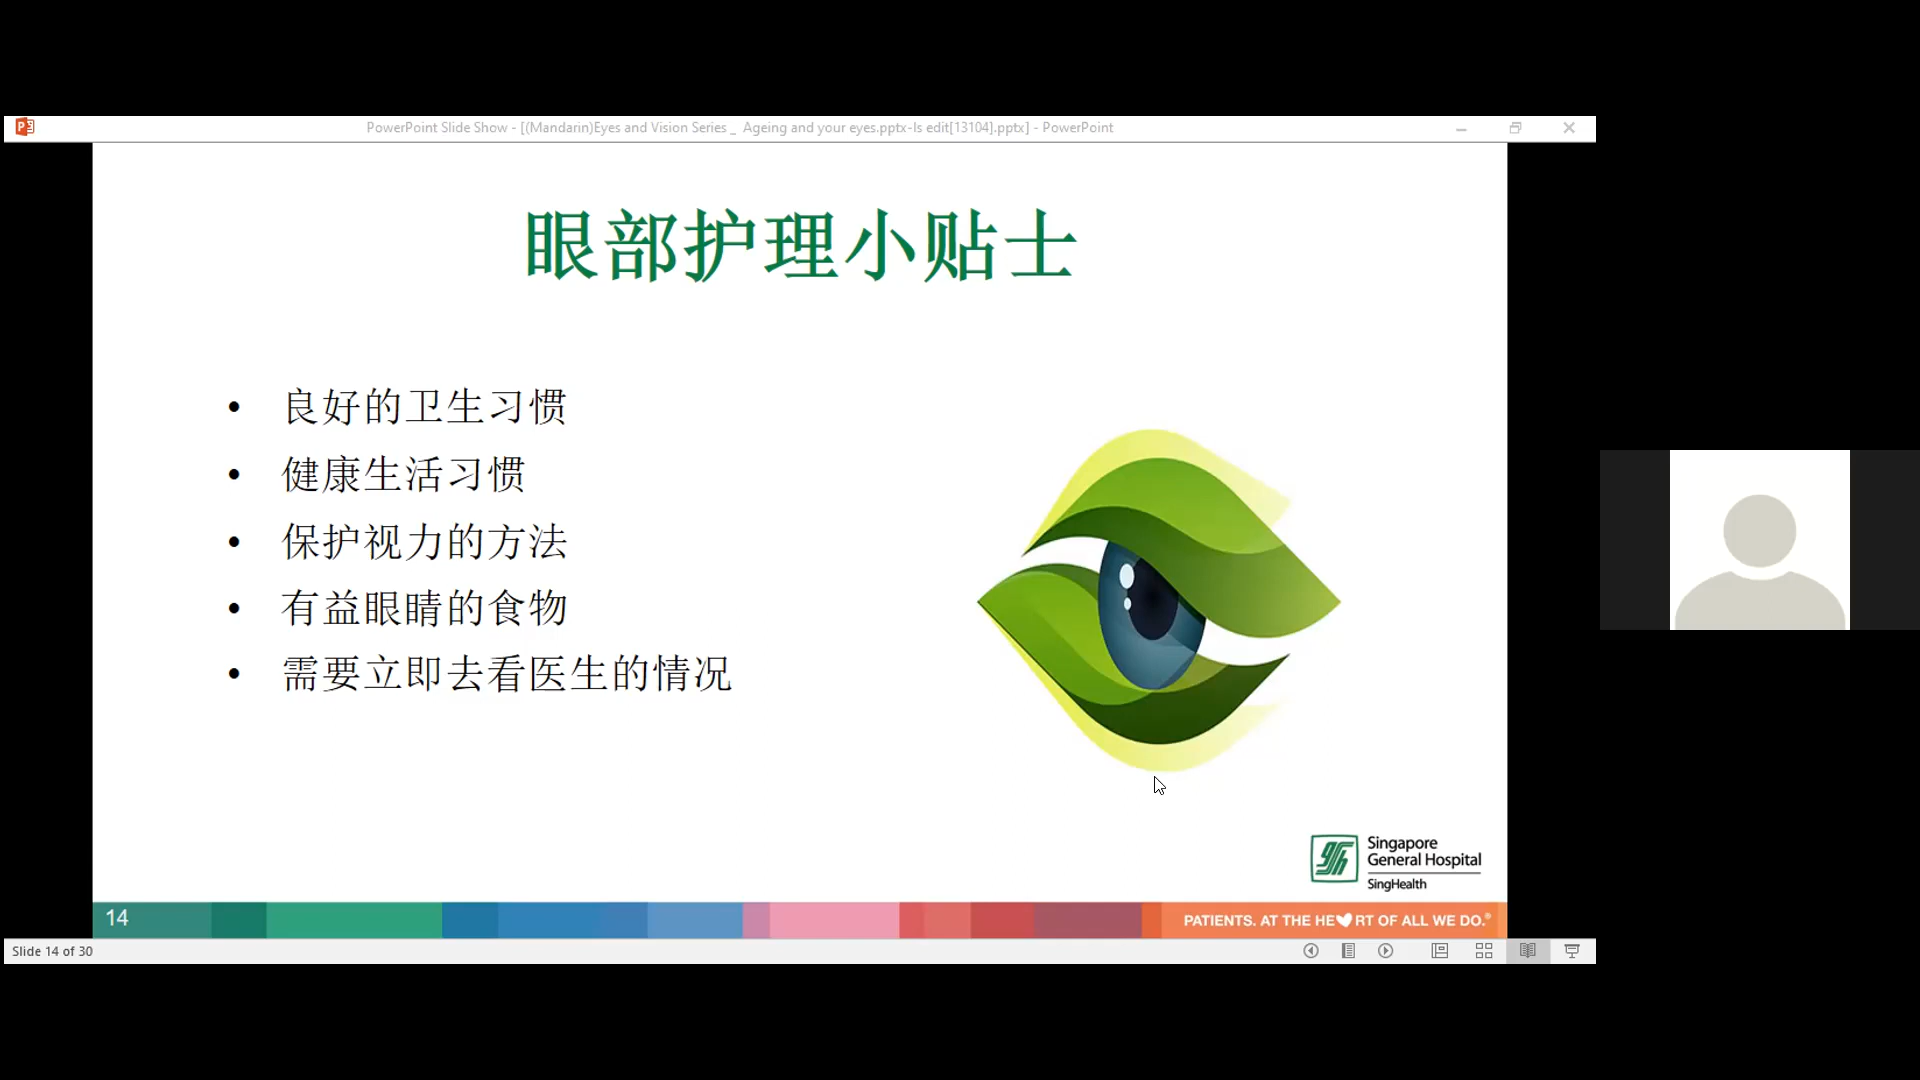 PowerPoint Slide Show - [(Mandarin)Eyes and Vision Series _ Ageing and your eyes.pptx-ls edit[13104].pptx] - PowerPoint
眼部护理小贴士
• 良好的卫生习惯
• 健康生活习惯
• 保护视力的方法
• 有益眼睛的食物
• 需要立即去看医生的情况
Singapore
General Hospital
SingHealth
14
PATIENTS. AT THE HE♥RT OF ALL WE DO.®
Slide 14 of 30